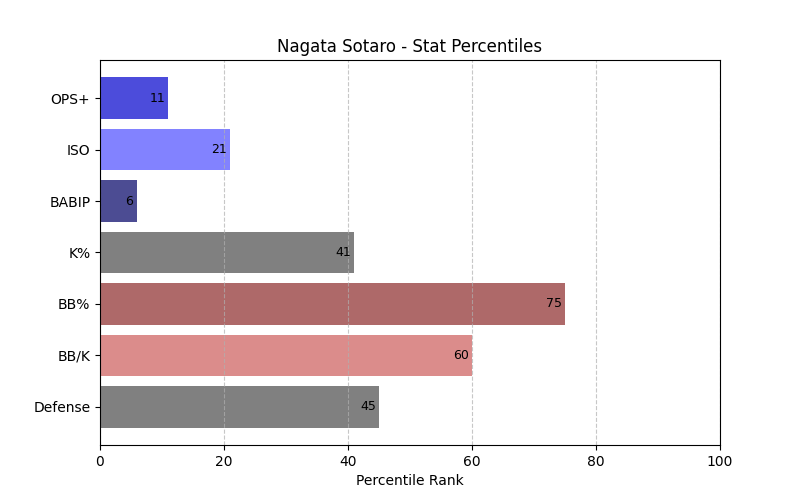 Nagata Sotaro - Stat Percentiles
OPS+ 11
ISO 21
BABIP 6
K% 41
BB% 75
BB/K 60
Defense 45
0 20 40 60 80 100
Percentile Rank